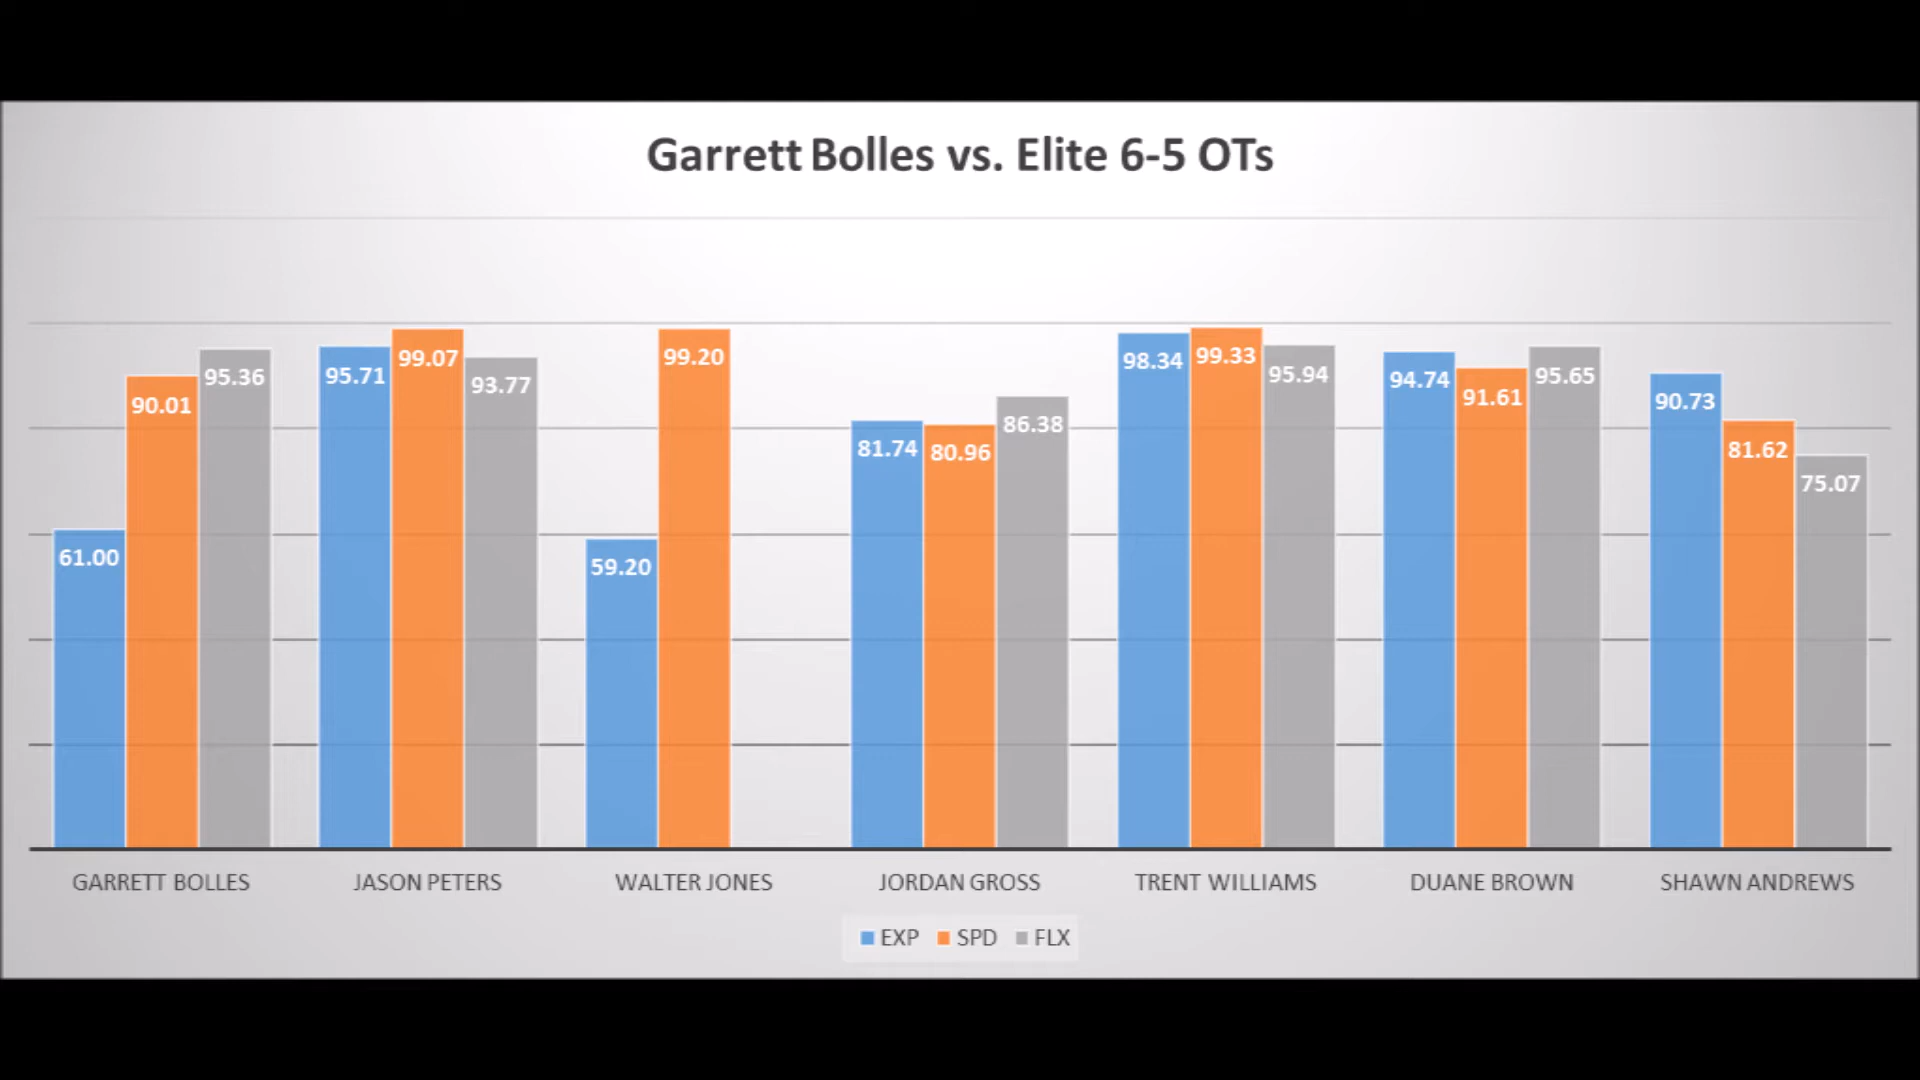 Garrett Bolles vs. Elite 6-5 OTs
61.00 90.01 95.36
95.71 99.07 93.77
59.20 99.20
81.74 80.96 86.38
98.34 99.33 95.94
94.74 91.61 95.65
90.73 81.62 75.07
GARRETT BOLLES JASON PETERS WALTER JONES JORDAN GROSS TRENT WILLIAMS DUANE BROWN SHAWN ANDREWS
EXP SPD FLX